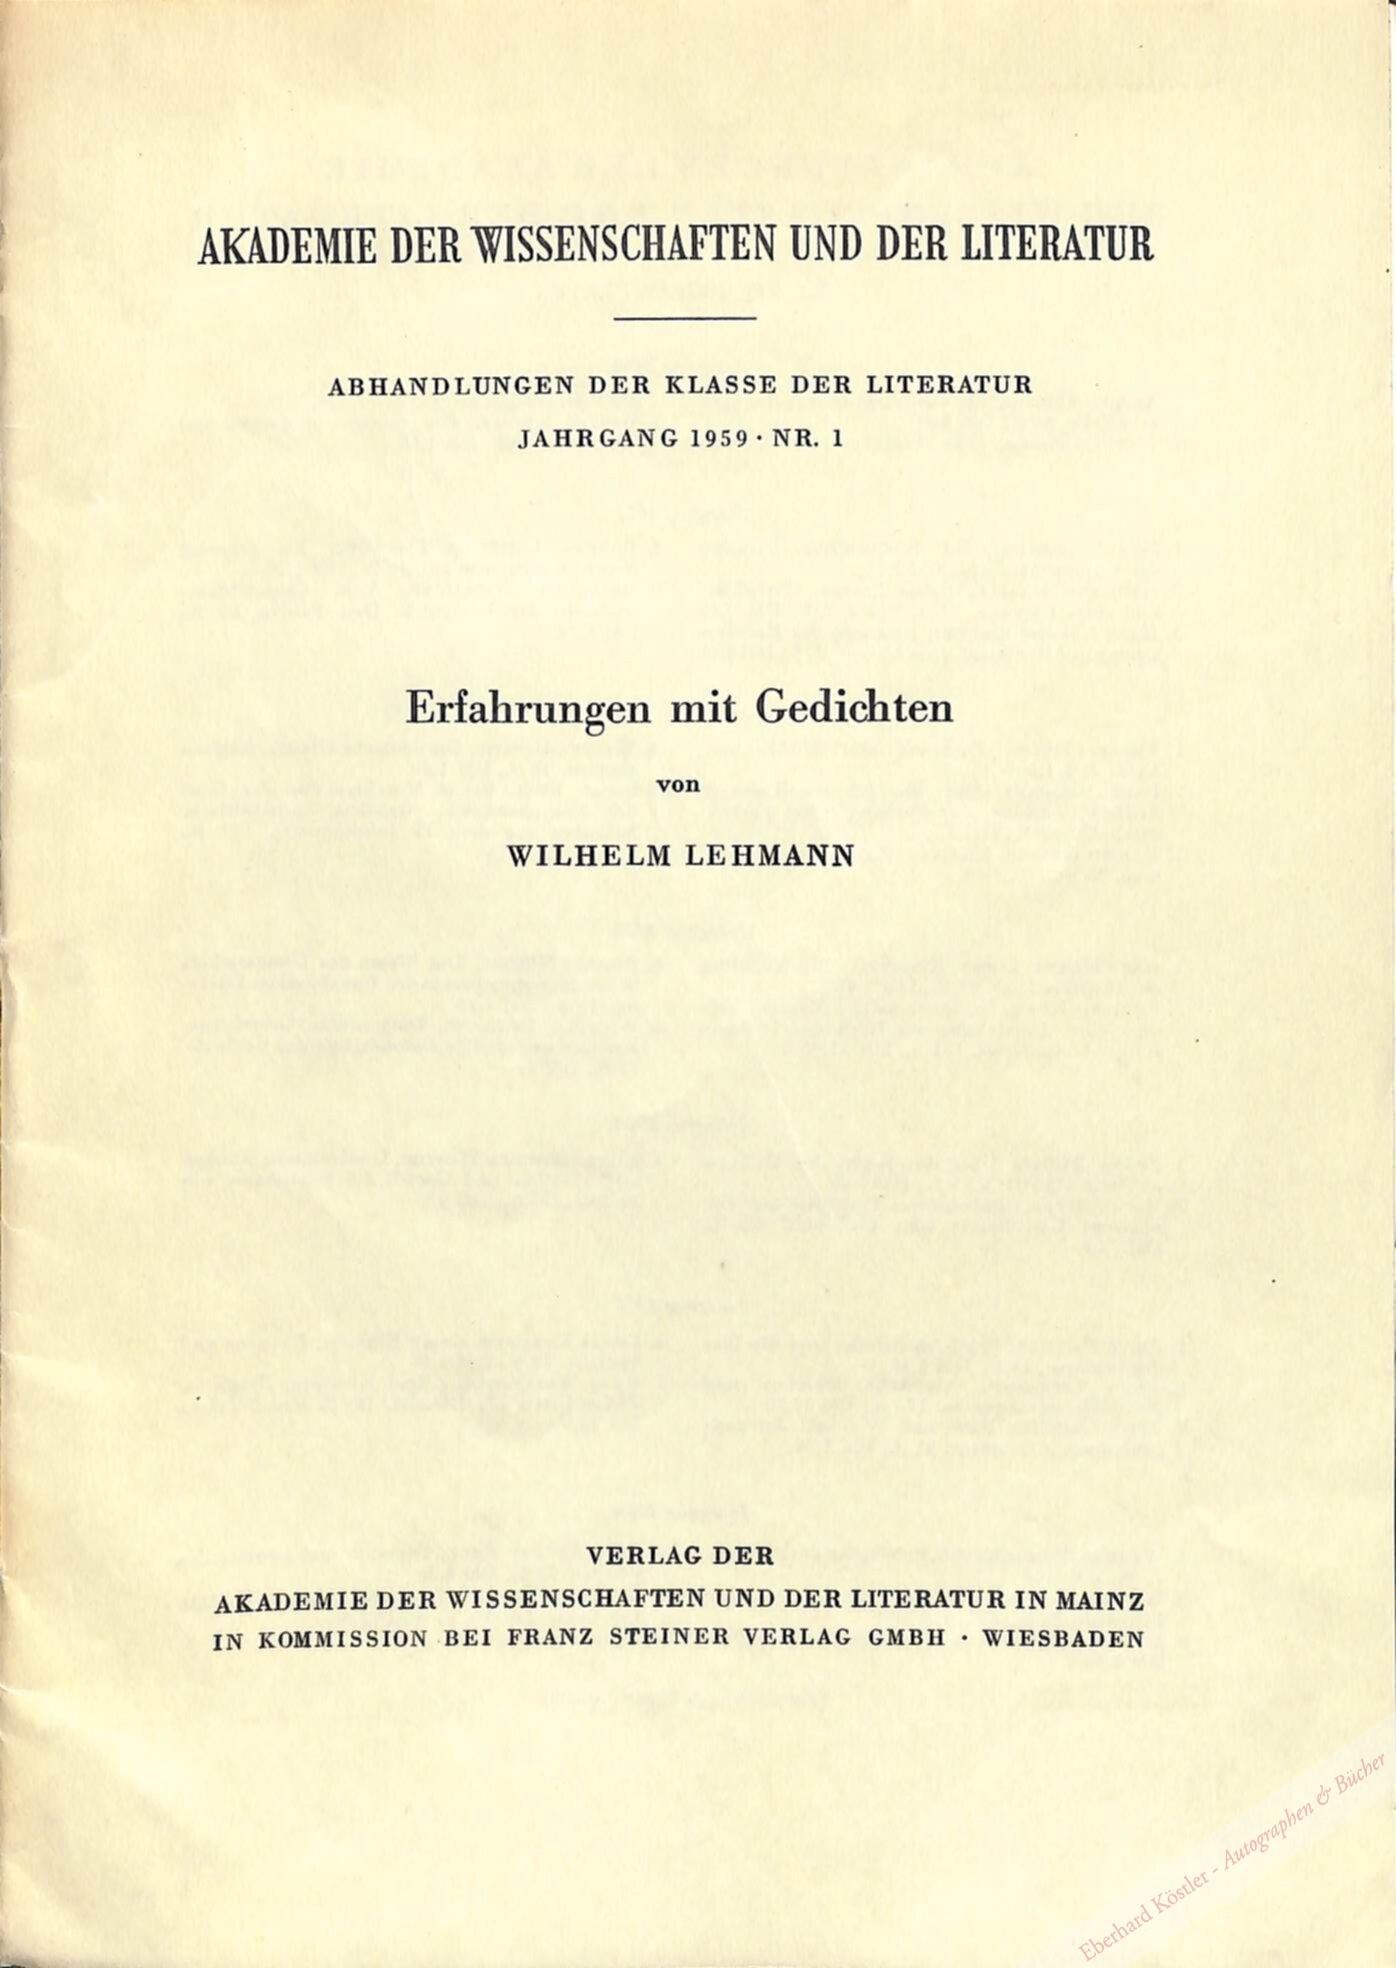 AKADEMIE DER WISSENSCHAFTEN UND DER LITERATUR
ABHANDLUNGEN DER KLASSE DER LITERATUR
JAHRGANG 1959 · NR. 1
Erfahrungen mit Gedichten
von
WILHELM LEHMANN
VERLAG DER
AKADEMIE DER WISSENSCHAFTEN UND DER LITERATUR IN MAINZ
IN KOMMISSION BEI FRANZ STEINER VERLAG GMBH · WIESBADEN
Eberhard Köstler - Autographen & Bücher